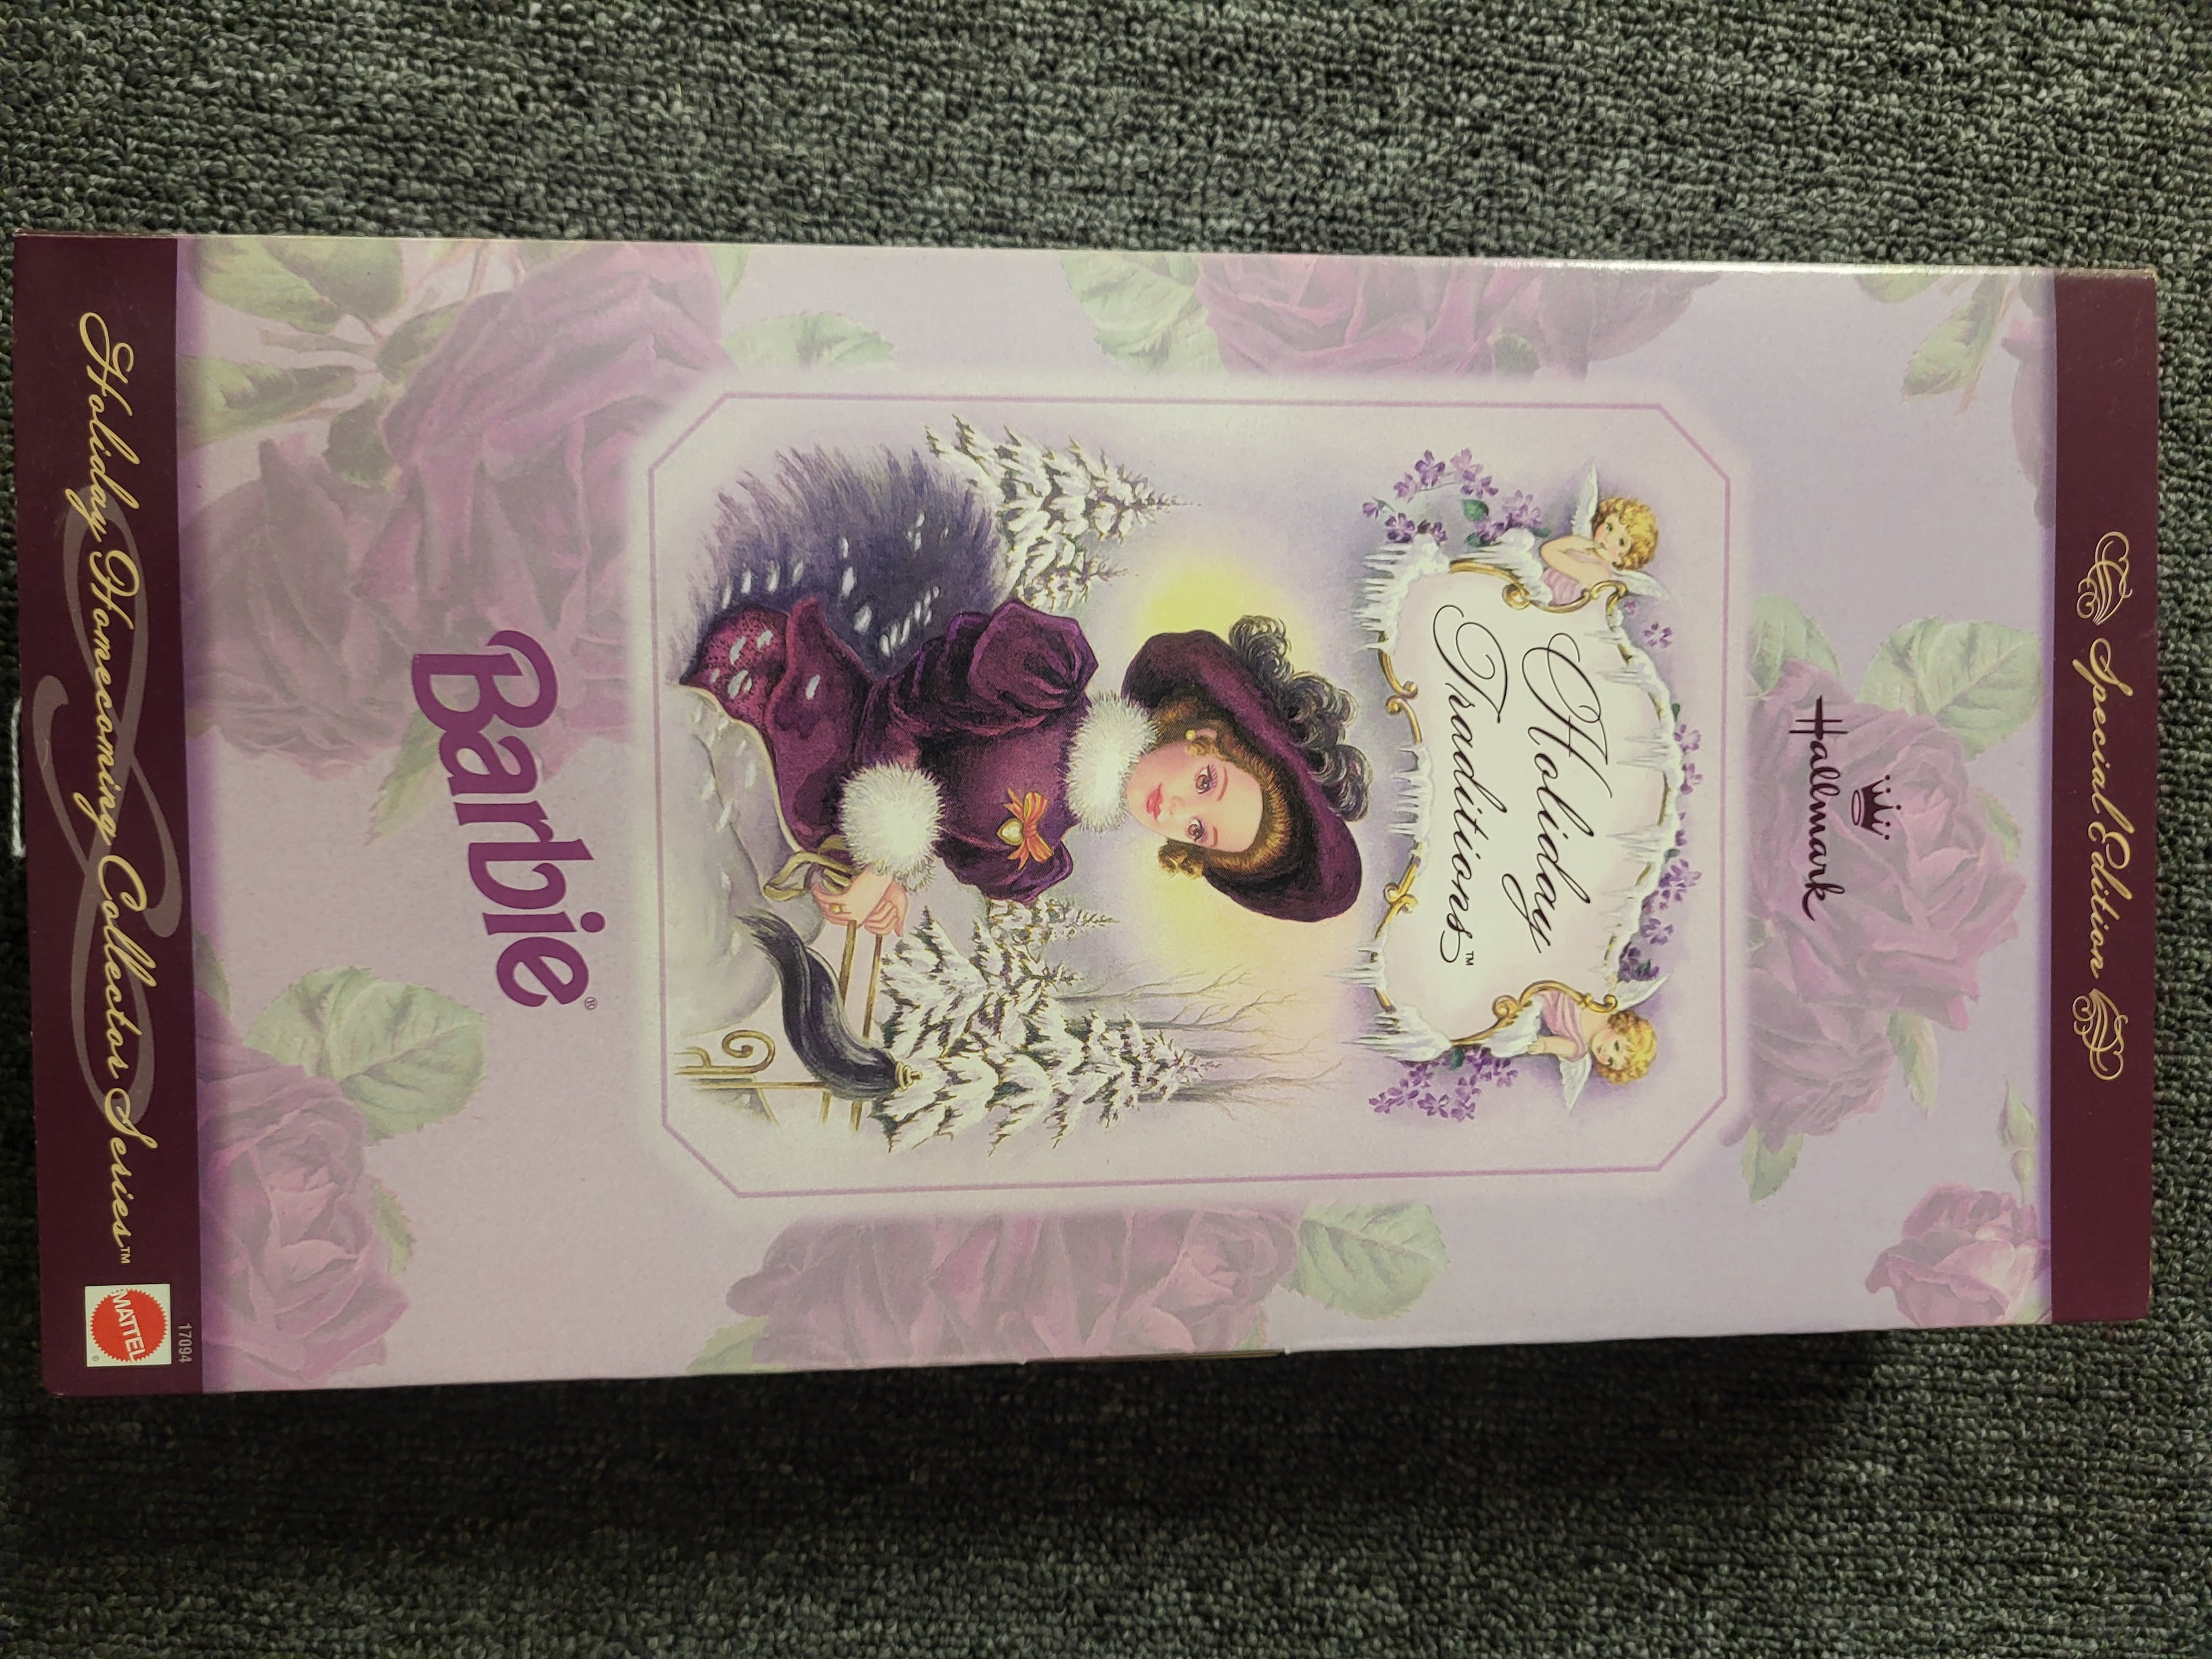 Special Edition
Hallmark
Holiday
Traditions™
Barbie®
Holiday Homecoming Collector Series™
17094
MATTEL
®